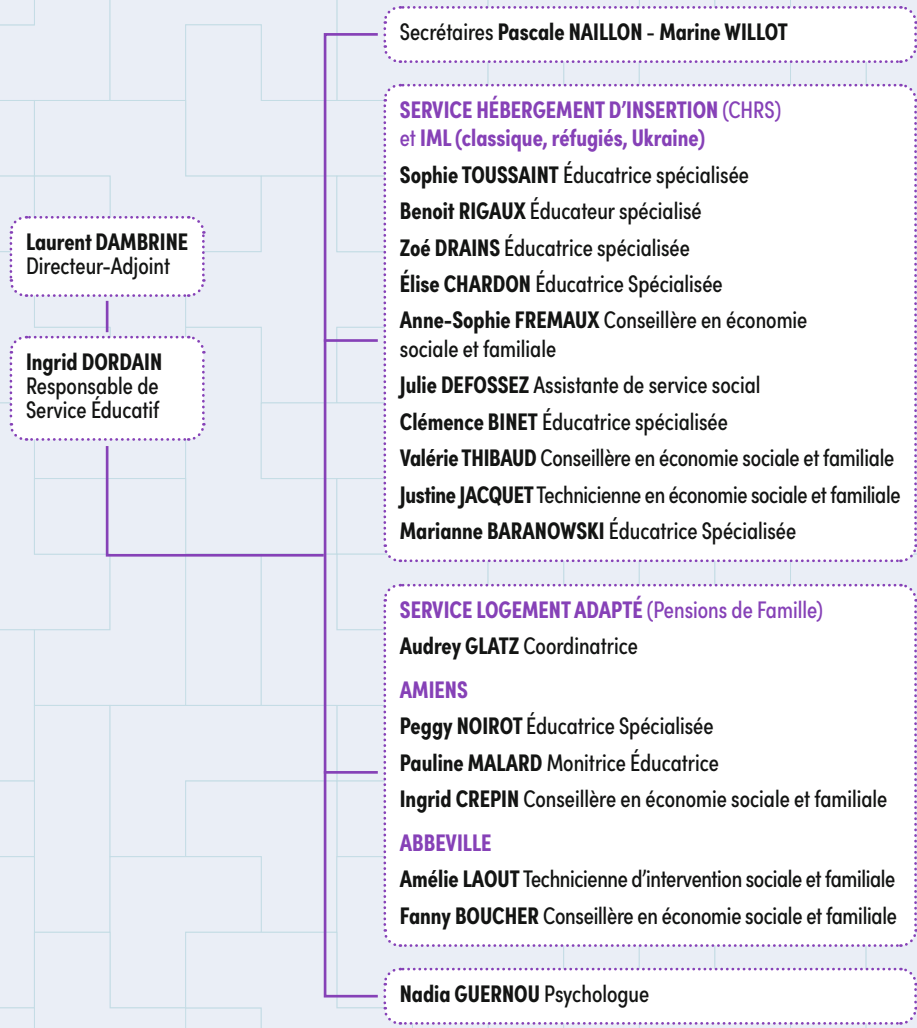 Laurent DAMBRINE
Directeur-Adjoint
Ingrid DORDAIN
Responsable de
Service Éducatif
Secrétaires Pascale NAILLON - Marine WILLOT
SERVICE HÉBERGEMENT D’INSERTION (CHRS)
et IML (classique, réfugiés, Ukraine)
Sophie TOUSSAINT Éducatrice spécialisée
Benoit RIGAUX Éducateur spécialisé
Zoé DRAINS Éducatrice spécialisée
Élise CHARDON Éducatrice Spécialisée
Anne-Sophie FREMAUX Conseillère en économie
sociale et familiale
Julie DEFOSSEZ Assistante de service social
Clémence BINET Éducatrice spécialisée
Valérie THIBAUD Conseillère en économie sociale et familiale
Justine JACQUET Technicienne en économie sociale et familiale
Marianne BARANOWSKI Éducatrice Spécialisée
SERVICE LOGEMENT ADAPTÉ (Pensions de Famille)
Audrey GLATZ Coordinatrice
AMIENS
Peggy NOIROT Éducatrice Spécialisée
Pauline MALARD Monitrice Éducatrice
Ingrid CREPIN Conseillère en économie sociale et familiale
ABBEVILLE
Amélie LAOUT Technicienne d’intervention sociale et familiale
Fanny BOUCHER Conseillère en économie sociale et familiale
Nadia GUERNOU Psychologue